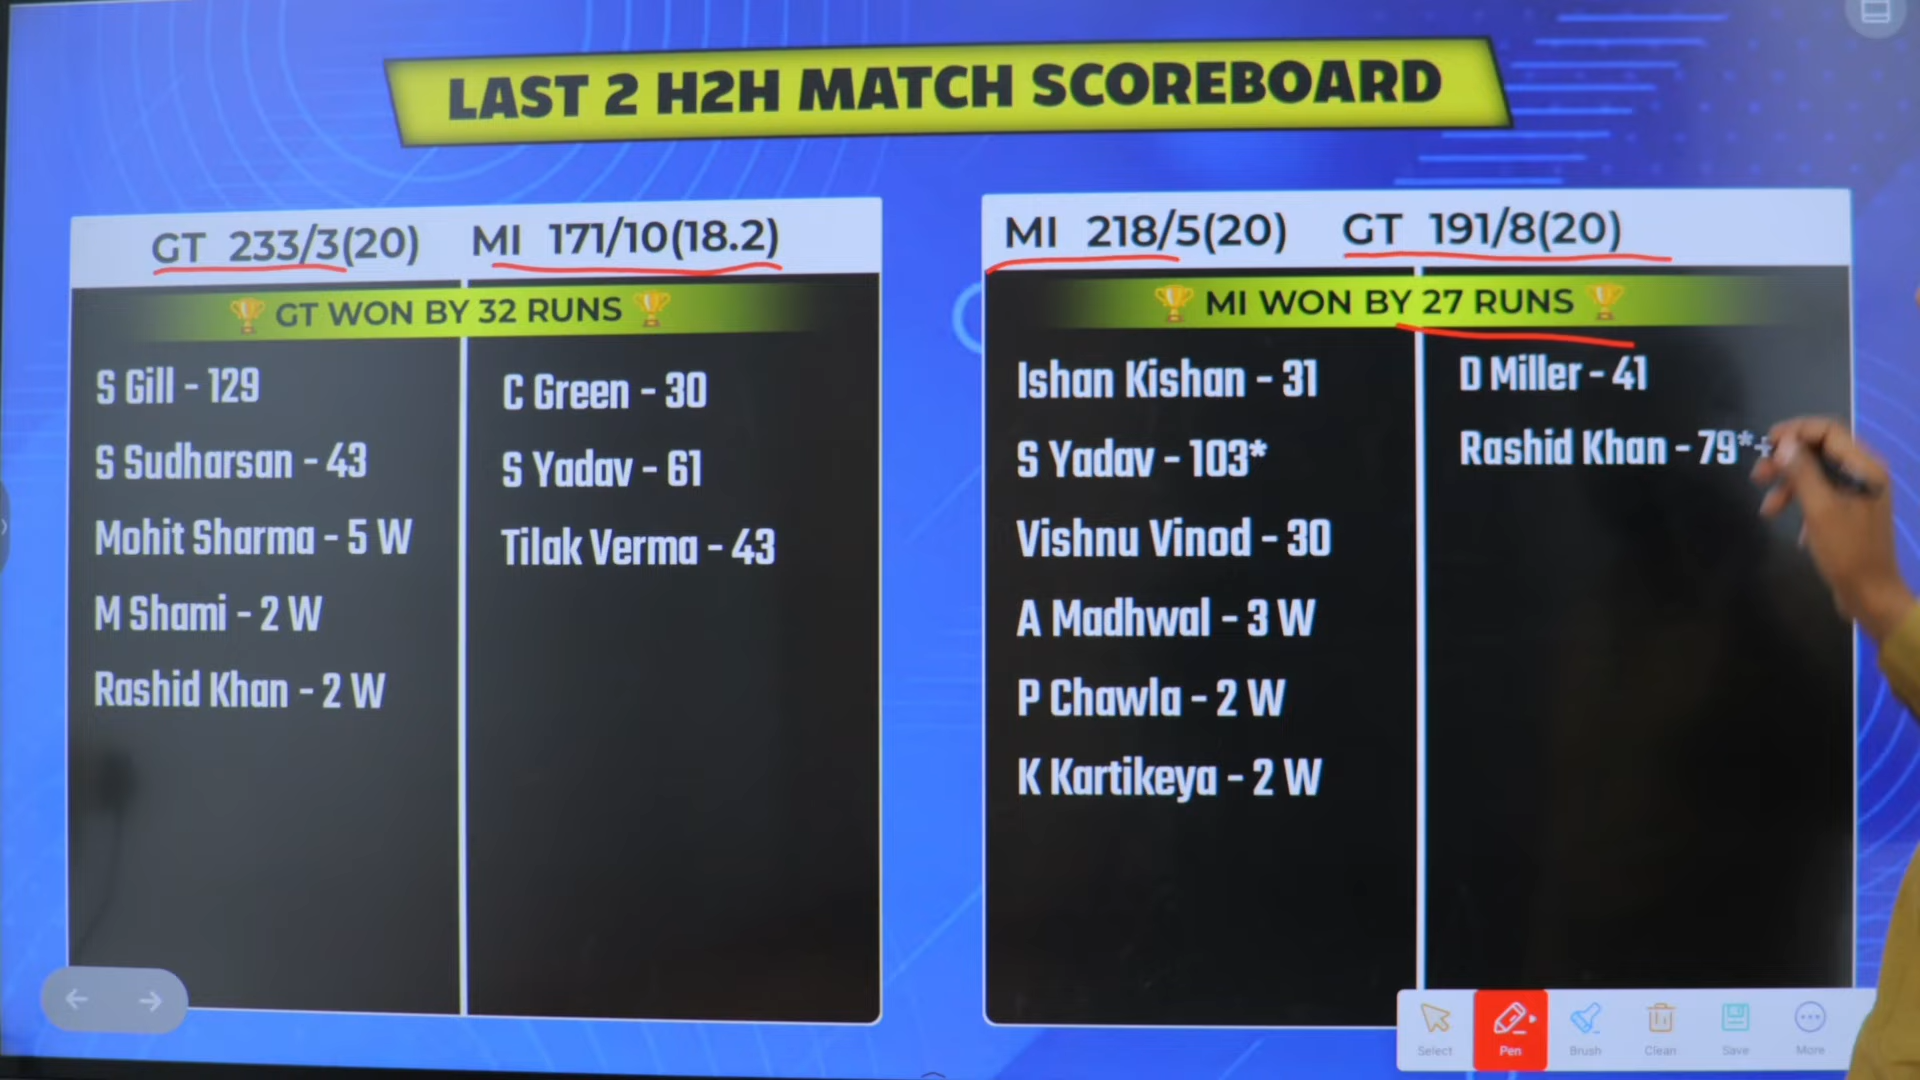 LAST 2 H2H MATCH SCOREBOARD
GT 233/3(20) MI 171/10(18.2)
GT WON BY 32 RUNS
S Gill - 129
S Sudharsan - 43
Mohit Sharma - 5 W
M Shami - 2 W
Rashid Khan - 2 W
C Green - 30
S Yadav - 61
Tilak Verma - 43
MI 218/5(20) GT 191/8(20)
MI WON BY 27 RUNS
Ishan Kishan - 31
S Yadav - 103*
Vishnu Vinod - 30
A Madhwal - 3 W
P Chawla - 2 W
K Kartikeya - 2 W
D Miller - 41
Rashid Khan - 79*+
Select Pen Brush Clean Save More